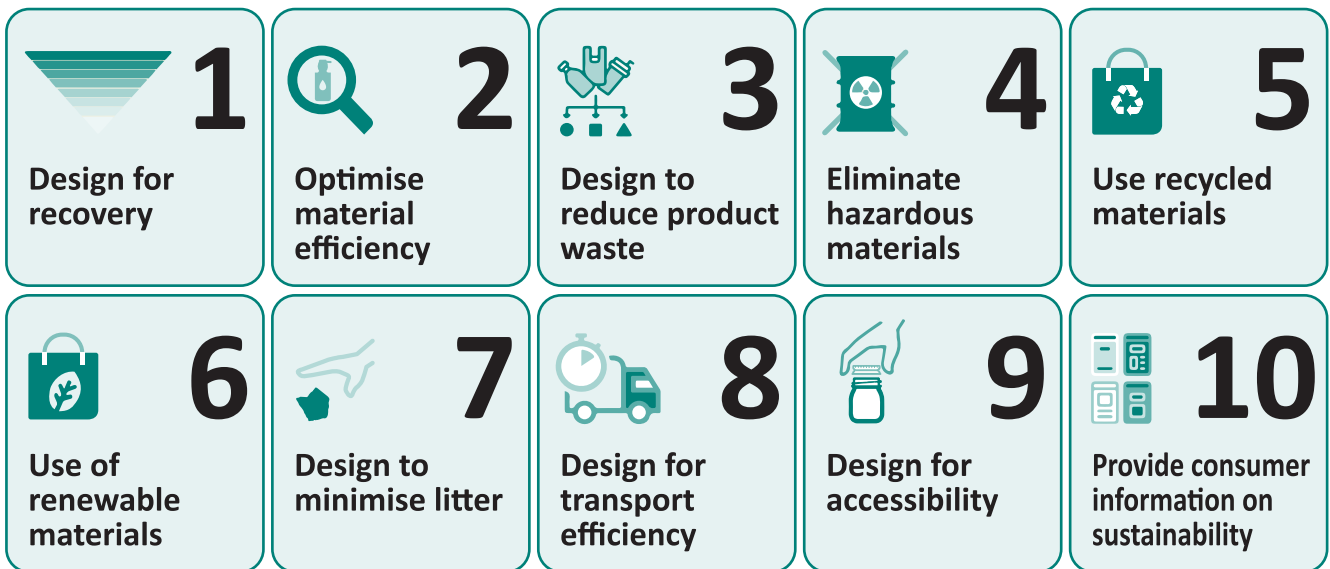 1
Design for
recovery
2
Optimise
material
efficiency
3
Design to
reduce product
waste
4
Eliminate
hazardous
materials
5
Use recycled
materials
6
Use of
renewable
materials
7
Design to
minimise litter
8
Design for
transport
efficiency
9
Design for
accessibility
10
Provide consumer
information on
sustainability